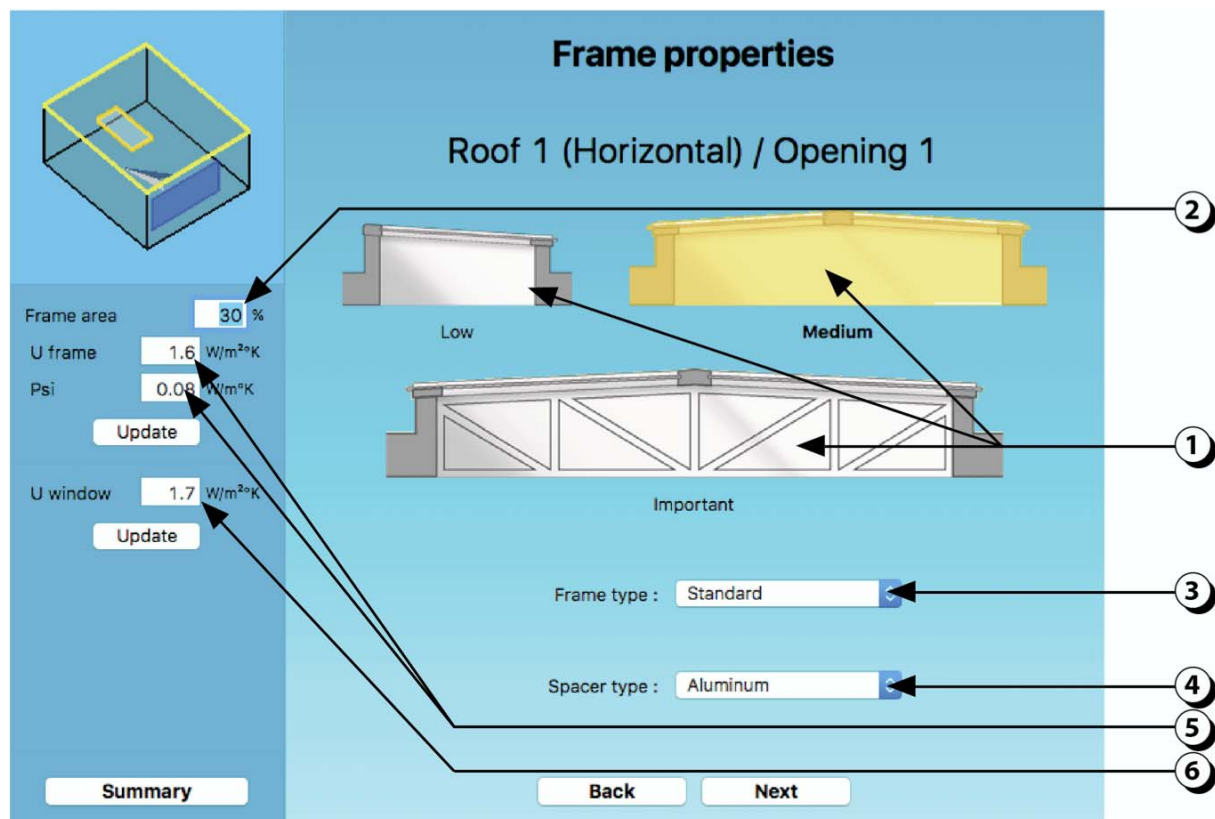 Frame properties
Roof 1 (Horizontal) / Opening 1
2
Frame area 30 %
U frame 1.6 W/m²°K
Psi 0.08 W/m°K
Update
U window 1.7 W/m²°K
Update
Low
Medium
1
Important
Frame type : Standard
3
Spacer type : Aluminum
4
5
6
Summary
Back
Next